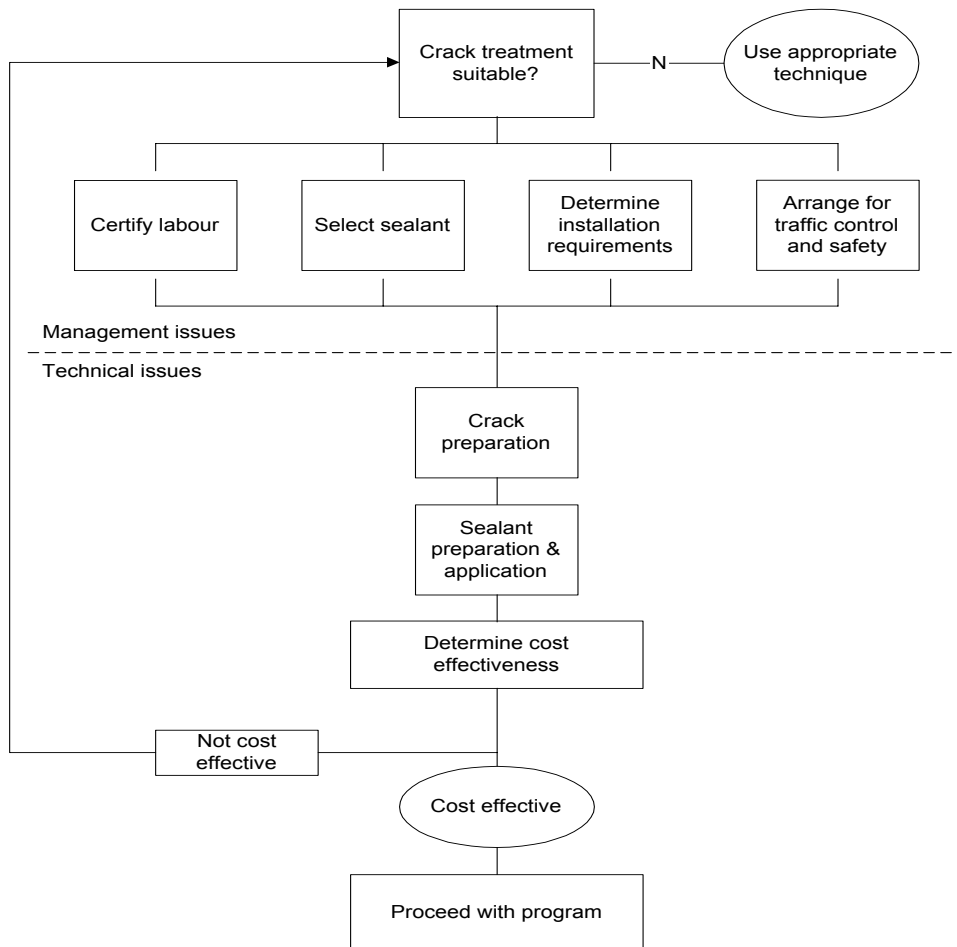 Crack treatment
suitable?
N
Use appropriate
technique
Certify labour
Select sealant
Determine
installation
requirements
Arrange for
traffic control
and safety
Management issues
Technical issues
Crack
preparation
Sealant
preparation &
application
Determine cost
effectiveness
Not cost
effective
Cost effective
Proceed with program